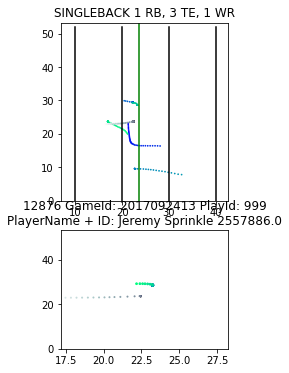 SINGLEBACK 1 RB, 3 TE, 1 WR
50
40
30
20
10
0
10 20 30 40
12876 GameId: 2017092413 PlayId: 999
PlayerName + ID: Jeremy Sprinkle 2557886.0
40
20
0
17.5 20.0 22.5 25.0 27.5